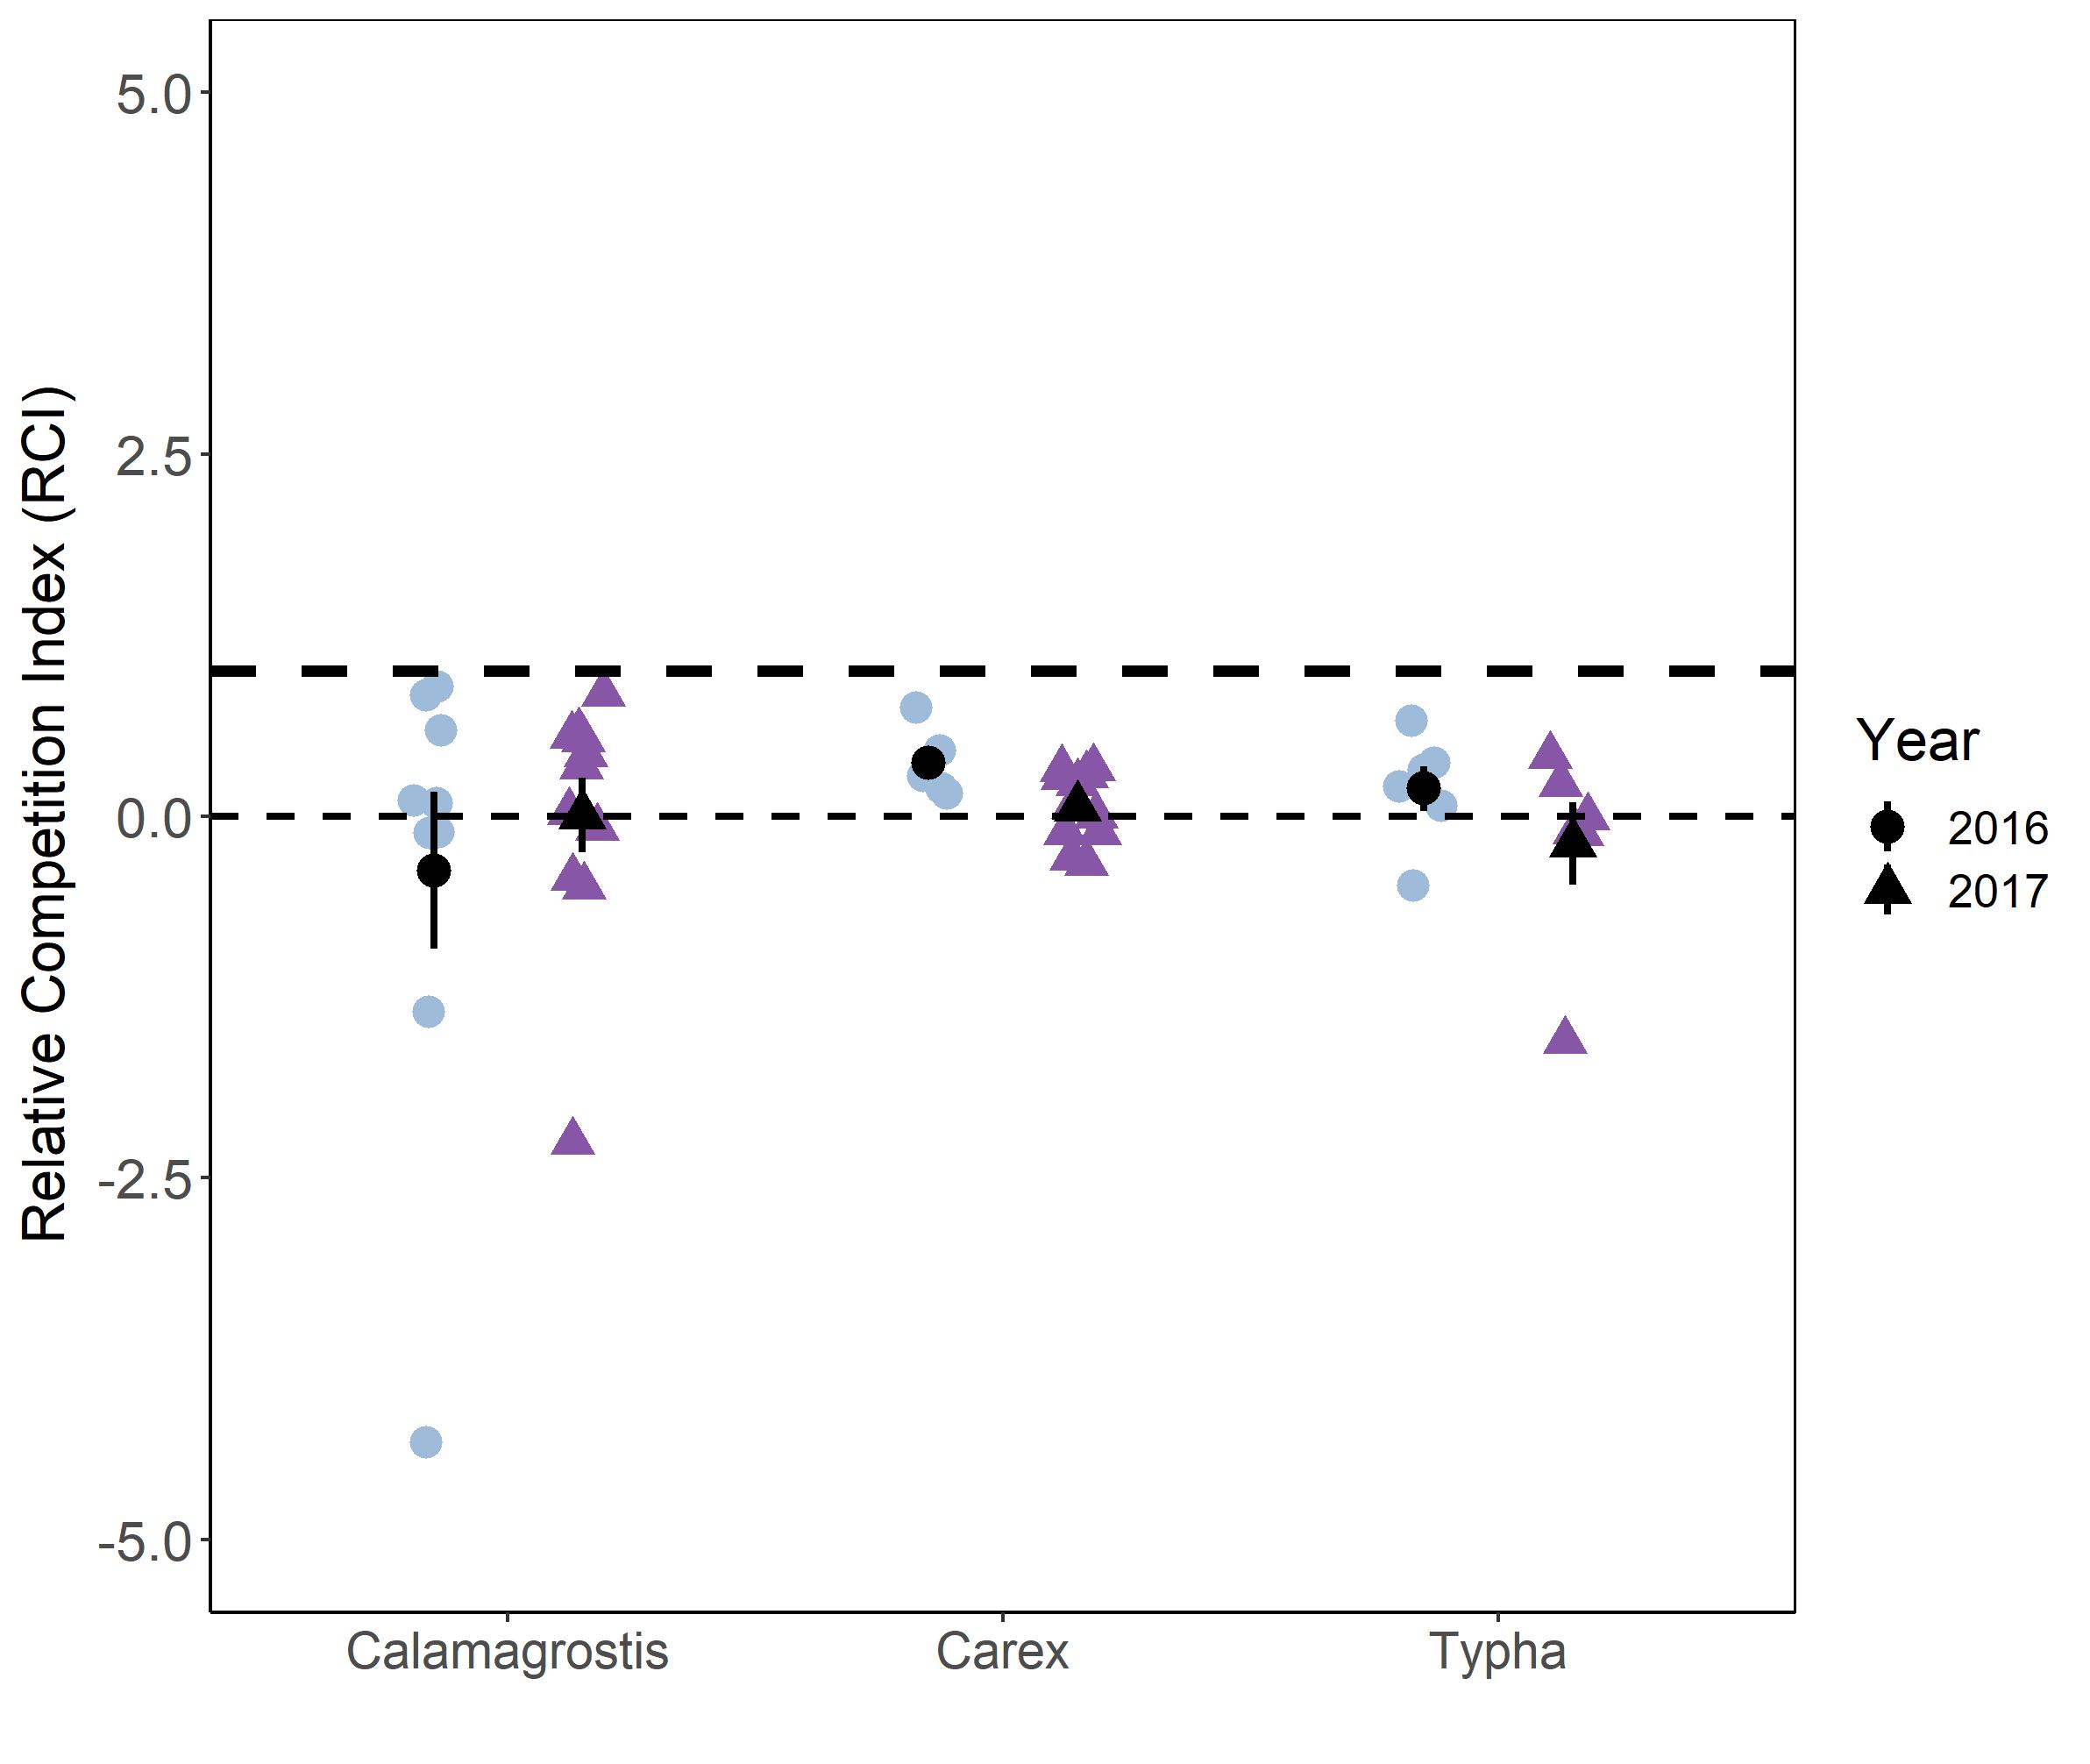 Relative Competition Index (RCI)
5.0
2.5
0.0
-2.5
-5.0
Calamagrostis
Carex
Typha
Year
2016
2017